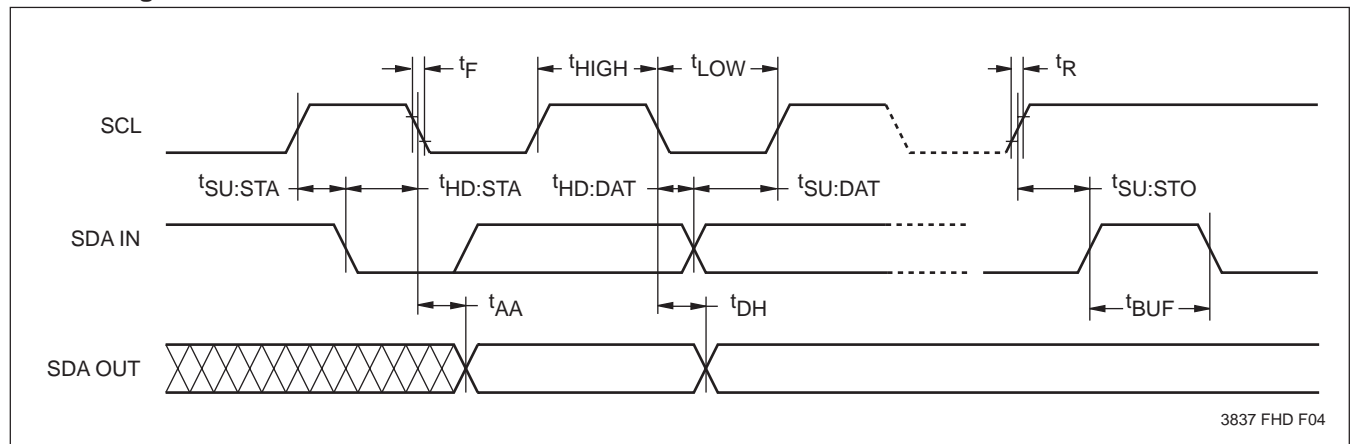 tF
tHIGH
tLOW
tR
SCL
tSU:STA
tHD:STA
tHD:DAT
tSU:DAT
tSU:STO
SDA IN
tAA
tDH
tBUF
SDA OUT
3837 FHD F04